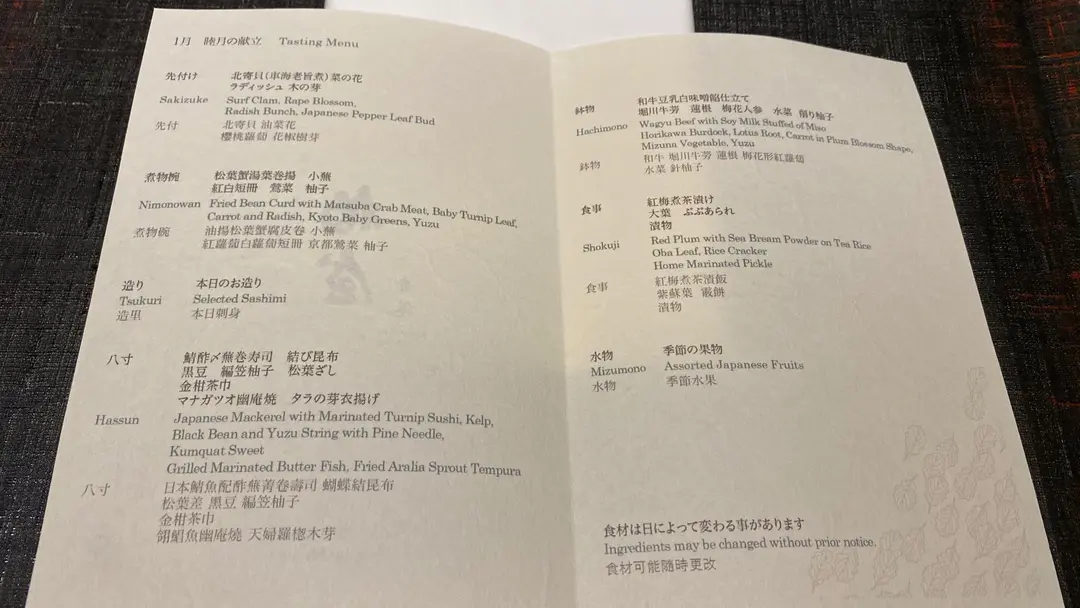 1月 睦月の献立 Tasting Menu
先付け 北寄貝(車海老旨煮)菜の花
ラディッシュ 木の芽
Sakizuke Surf Clam, Rape Blossom,
Radish Bunch, Japanese Pepper Leaf Bud
先付 北寄貝 油菜花
櫻桃蘿蔔 花椒樹芽
煮物椀 松葉蟹湯葉巻揚 小蕪
紅白短冊 鶯菜 柚子
Nimonowan Fried Bean Curd with Matsuba Crab Meat, Baby Turnip Leaf,
Carrot and Radish, Kyoto Baby Greens, Yuzu
煮物碗 油揚松葉蟹腐皮卷 小蕪
紅蘿蔔白蘿蔔短冊 京都鶯菜 柚子
造り 本日のお造り
Tsukuri Selected Sashimi
造里 本日刺身
八寸 鯖酢〆蕪巻寿司 結び昆布
黒豆 編笠柚子 松葉ざし
金柑茶巾
マナガツオ幽庵焼 タラの芽衣揚げ
Hassun Japanese Mackerel with Marinated Turnip Sushi, Kelp,
Black Bean and Yuzu String with Pine Needle,
Kumquat Sweet
Grilled Marinated Butter Fish, Fried Aralia Sprout Tempura
八寸 日本鯖魚配酢蕪菁卷壽司 蝴蝶結昆布
松葉差 黒豆 編笠柚子
金柑茶巾
魚幽庵燒 天婦羅楤木芽
鉢物 和牛豆乳白味噌餡仕立て
堀川牛蒡 蓮根 梅花人参 水菜 削り柚子
Hachimono Wagyu Beef with Soy Milk Stuffed of Miso
Horikawa Burdock, Lotus Root, Carrot in Plum Blossom Shape,
Mizuna Vegetable, Yuzu
鉢物 和牛 堀川牛蒡 蓮根 梅花形紅蘿蔔
水菜 針柚子
食事 紅梅煮茶漬け
大葉 ぶぶあられ
漬物
Shokuji Red Plum with Sea Bream Powder on Tea Rice
Oba Leaf, Rice Cracker
Home Marinated Pickle
食事 紅梅煮茶漬飯
紫蘇葉 霰餅
漬物
水物 季節の果物
Mizumono Assorted Japanese Fruits
水物 季節水果
食材は日によって変わる事があります
Ingredients may be changed without prior notice.
食材可能隨時更改